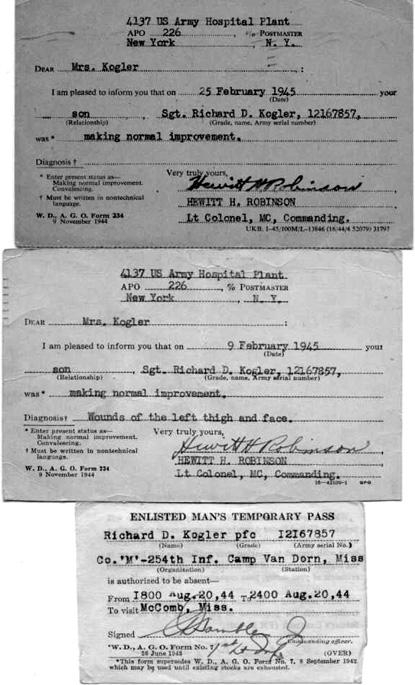 4137 US Army Hospital Plant
APO 226 , % POSTMASTER
New York , N. Y.
DEAR Mrs. Kogler :
I am pleased to inform you that on 25 February 1945 your
(Date)
son Sgt. Richard D. Kogler, 12167857,
(Relationship) (Grade, name, Army serial number)
was * making normal improvement.
Diagnosis †
* Enter present status as—
Making normal improvement.
Convalescing.
† Must be written in nontechnical
language.
W. D., A. G. O. Form 234
9 November 1944
Very truly yours,
Hewitt H Robinson
HEWITT H. ROBINSON
Lt Colonel, MC, Commanding.
4137 US Army Hospital Plant
APO 226 , % POSTMASTER
New York , N. Y.
DEAR Mrs. Kogler :
I am pleased to inform you that on 9 February 1945 your
(Date)
son Sgt. Richard D. Kogler, 12167857,
(Relationship) (Grade, name, Army serial number)
was * making normal improvement.
Diagnosis † Wounds of the left thigh and face.
* Enter present status as—
Making normal improvement.
Convalescing.
† Must be written in nontechnical
language.
W. D., A. G. O. Form 234
9 November 1944
Very truly yours,
Hewitt H Robinson
HEWITT H. ROBINSON
Lt Colonel, MC, Commanding.
ENLISTED MAN'S TEMPORARY PASS
Richard D. Kogler pfc I2I67857
(Name) (Grade) (Army serial No.)
Co.'M'-254th Inf. Camp Van Dorn, Miss
(Organization) (Station)
is authorized to be absent—
From I800 Aug.20,44 To 2400 Aug.20,44
To visit McComb, Miss.
Signed
Commanding officer.
*W. D., A. G. O. Form No. 7 (OVER)
26 June 1943
*This form supersedes W. D., A. G. O. Form No. 7, 8 September 1942
which may be used until existing stocks are exhausted.